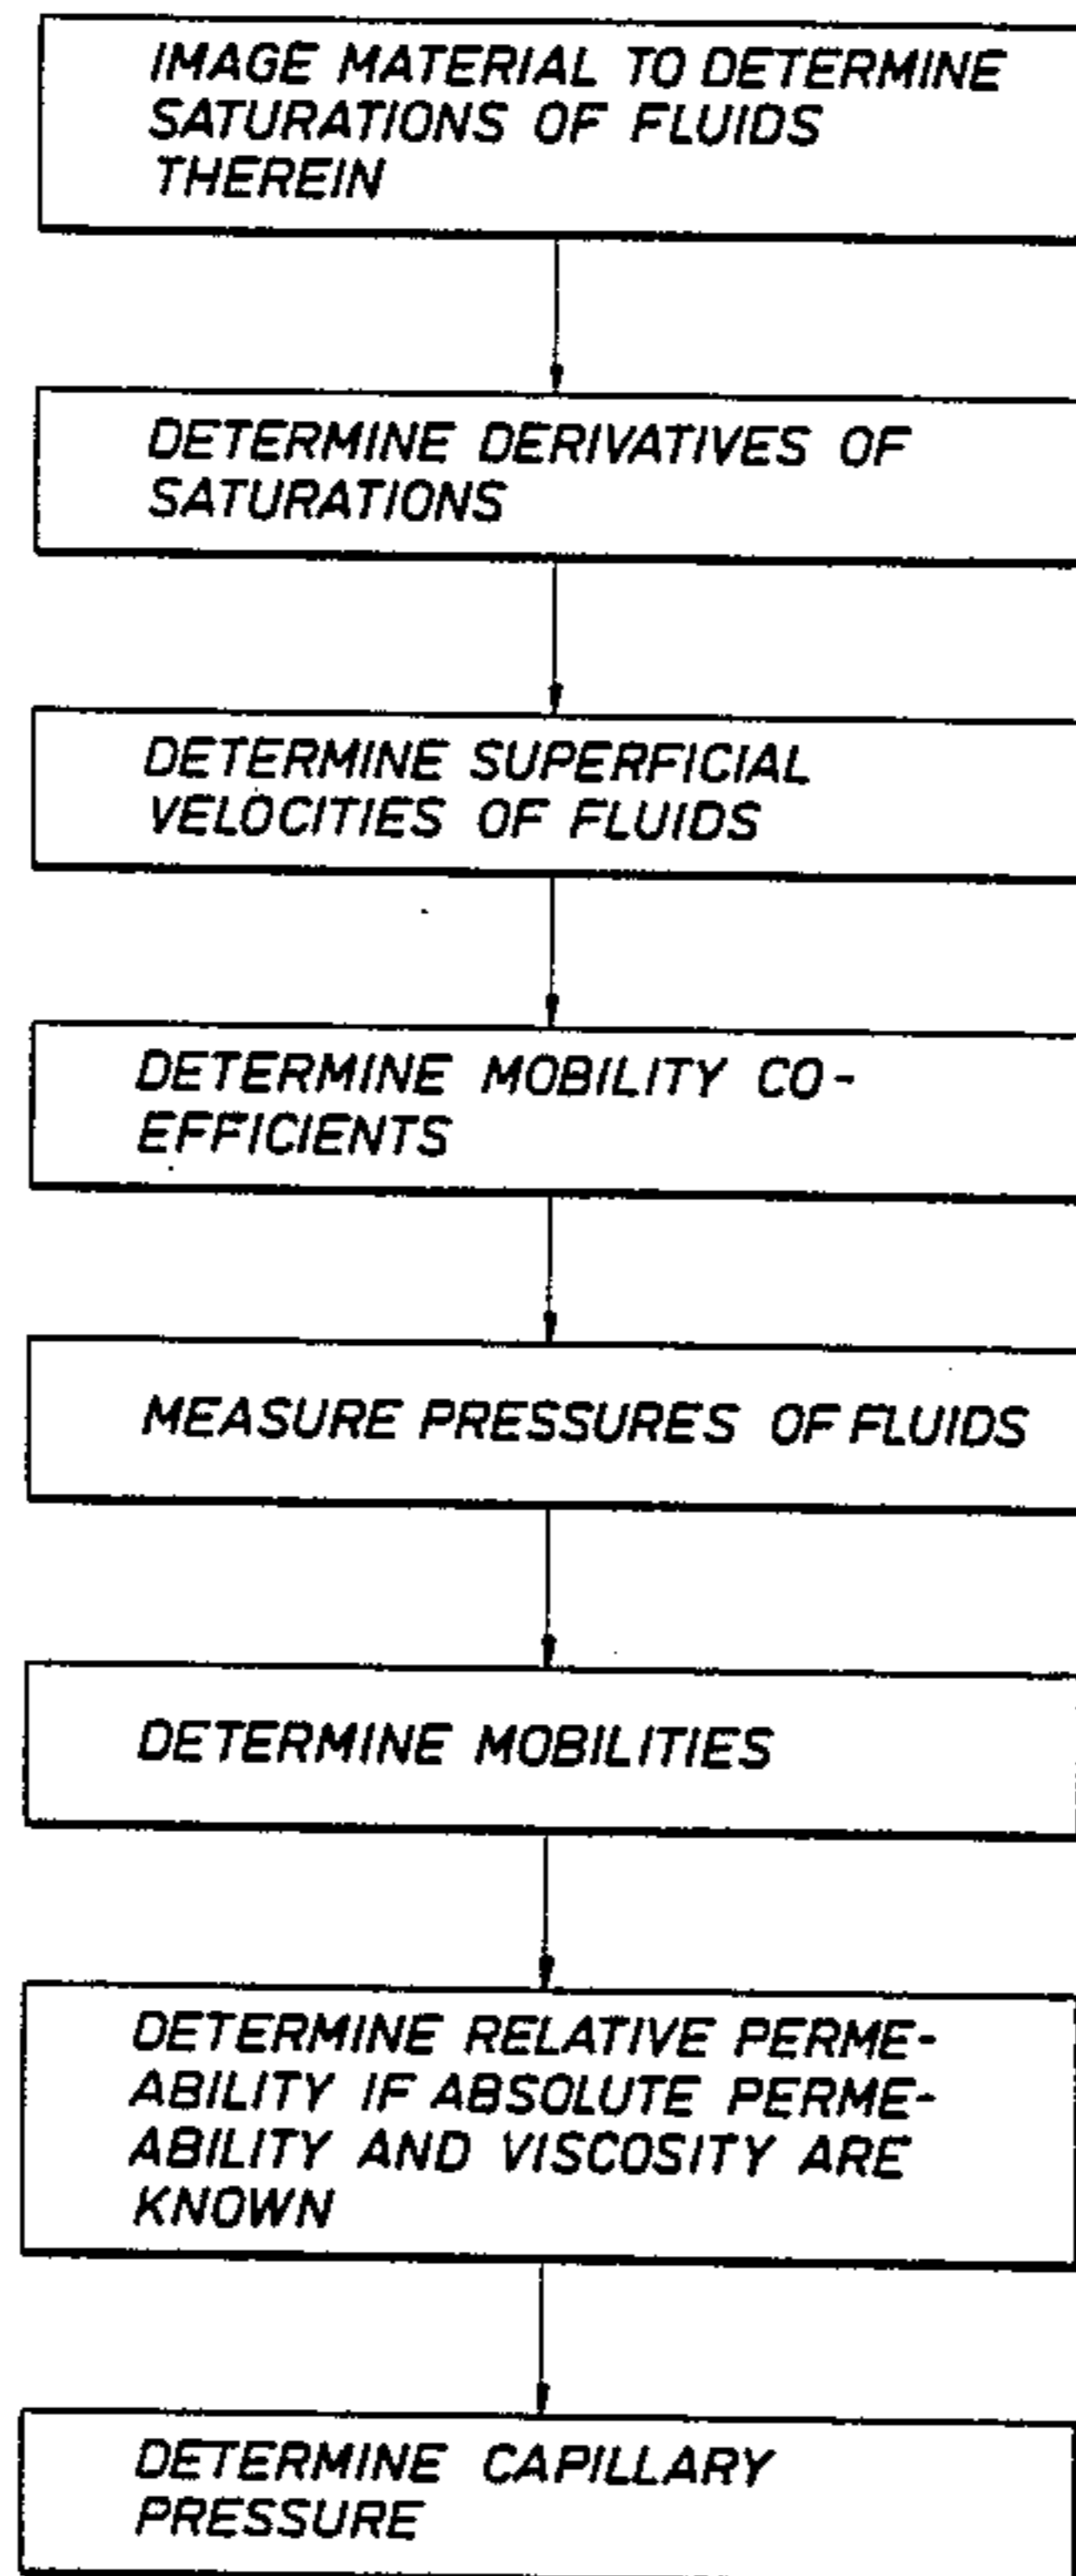 IMAGE MATERIAL TO DETERMINE
SATURATIONS OF FLUIDS
THEREIN
DETERMINE DERIVATIVES OF
SATURATIONS
DETERMINE SUPERFICIAL
VELOCITIES OF FLUIDS
DETERMINE MOBILITY CO-
EFFICIENTS
MEASURE PRESSURES OF FLUIDS
DETERMINE MOBILITIES
DETERMINE RELATIVE PERME-
ABILITY IF ABSOLUTE PERME-
ABILITY AND VISCOSITY ARE
KNOWN
DETERMINE CAPILLARY
PRESSURE